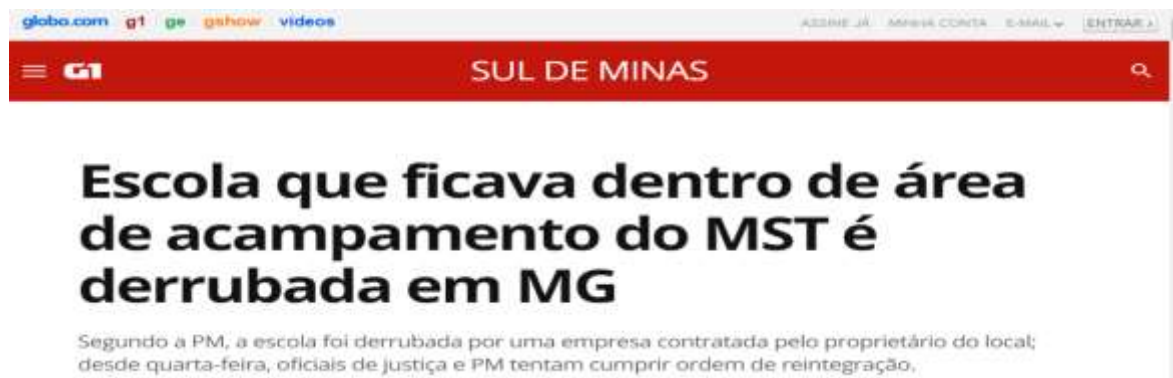 globo.com g1 ge gshow videos ASSINE JÁ MINHA CONTA E-MAIL ENTRAR ›
G1 SUL DE MINAS
Escola que ficava dentro de área
de acampamento do MST é
derrubada em MG
Segundo a PM, a escola foi derrubada por uma empresa contratada pelo proprietário do local;
desde quarta-feira, oficiais de justiça e PM tentam cumprir ordem de reintegração.